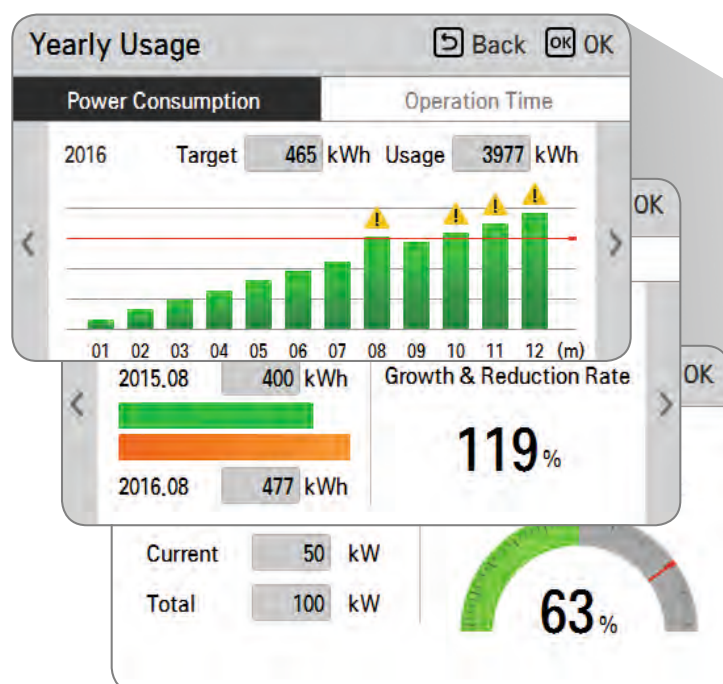 Yearly Usage Back OK OK
Power Consumption Operation Time
2016 Target 465 kWh Usage 3977 kWh
! ! ! !
01 02 03 04 05 06 07 08 09 10 11 12 (m)
OK
2015.08 400 kWh Growth & Reduction Rate
119%
2016.08 477 kWh
OK
Current 50 kW
Total 100 kW
63%